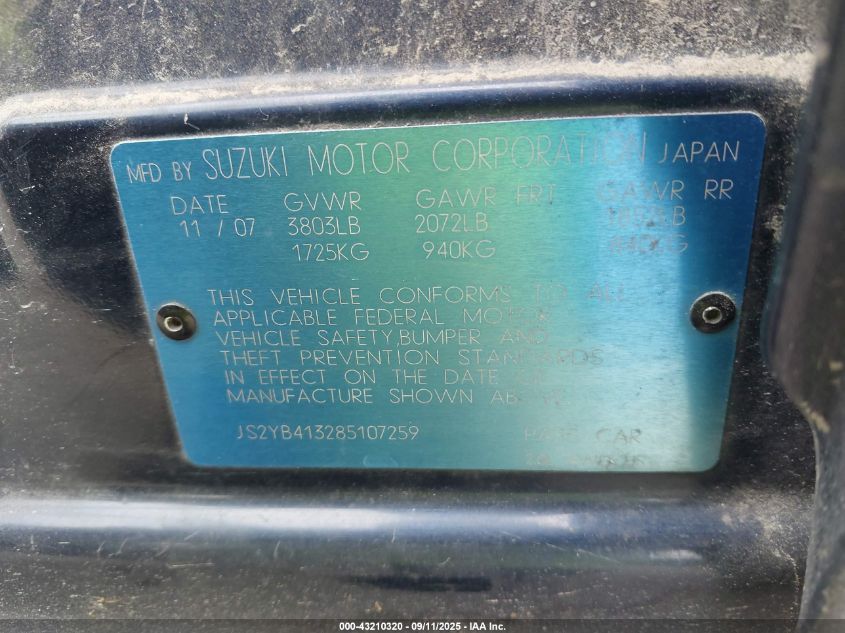 MFD BY SUZUKI MOTOR CORPORATION JAPAN
DATE GVWR GAWR FRT GAWR RR
11 / 07 3803LB 2072LB
1725KG 940KG
THIS VEHICLE CONFORMS TO ALL
APPLICABLE FEDERAL MOTOR
VEHICLE SAFETY,BUMPER AND
THEFT PREVENTION STANDARDS
IN EFFECT ON THE DATE OF
MANUFACTURE SHOWN ABOVE.
JS2YB413285107259 CAR
000-43210320 - 09/11/2025 - IAA Inc.